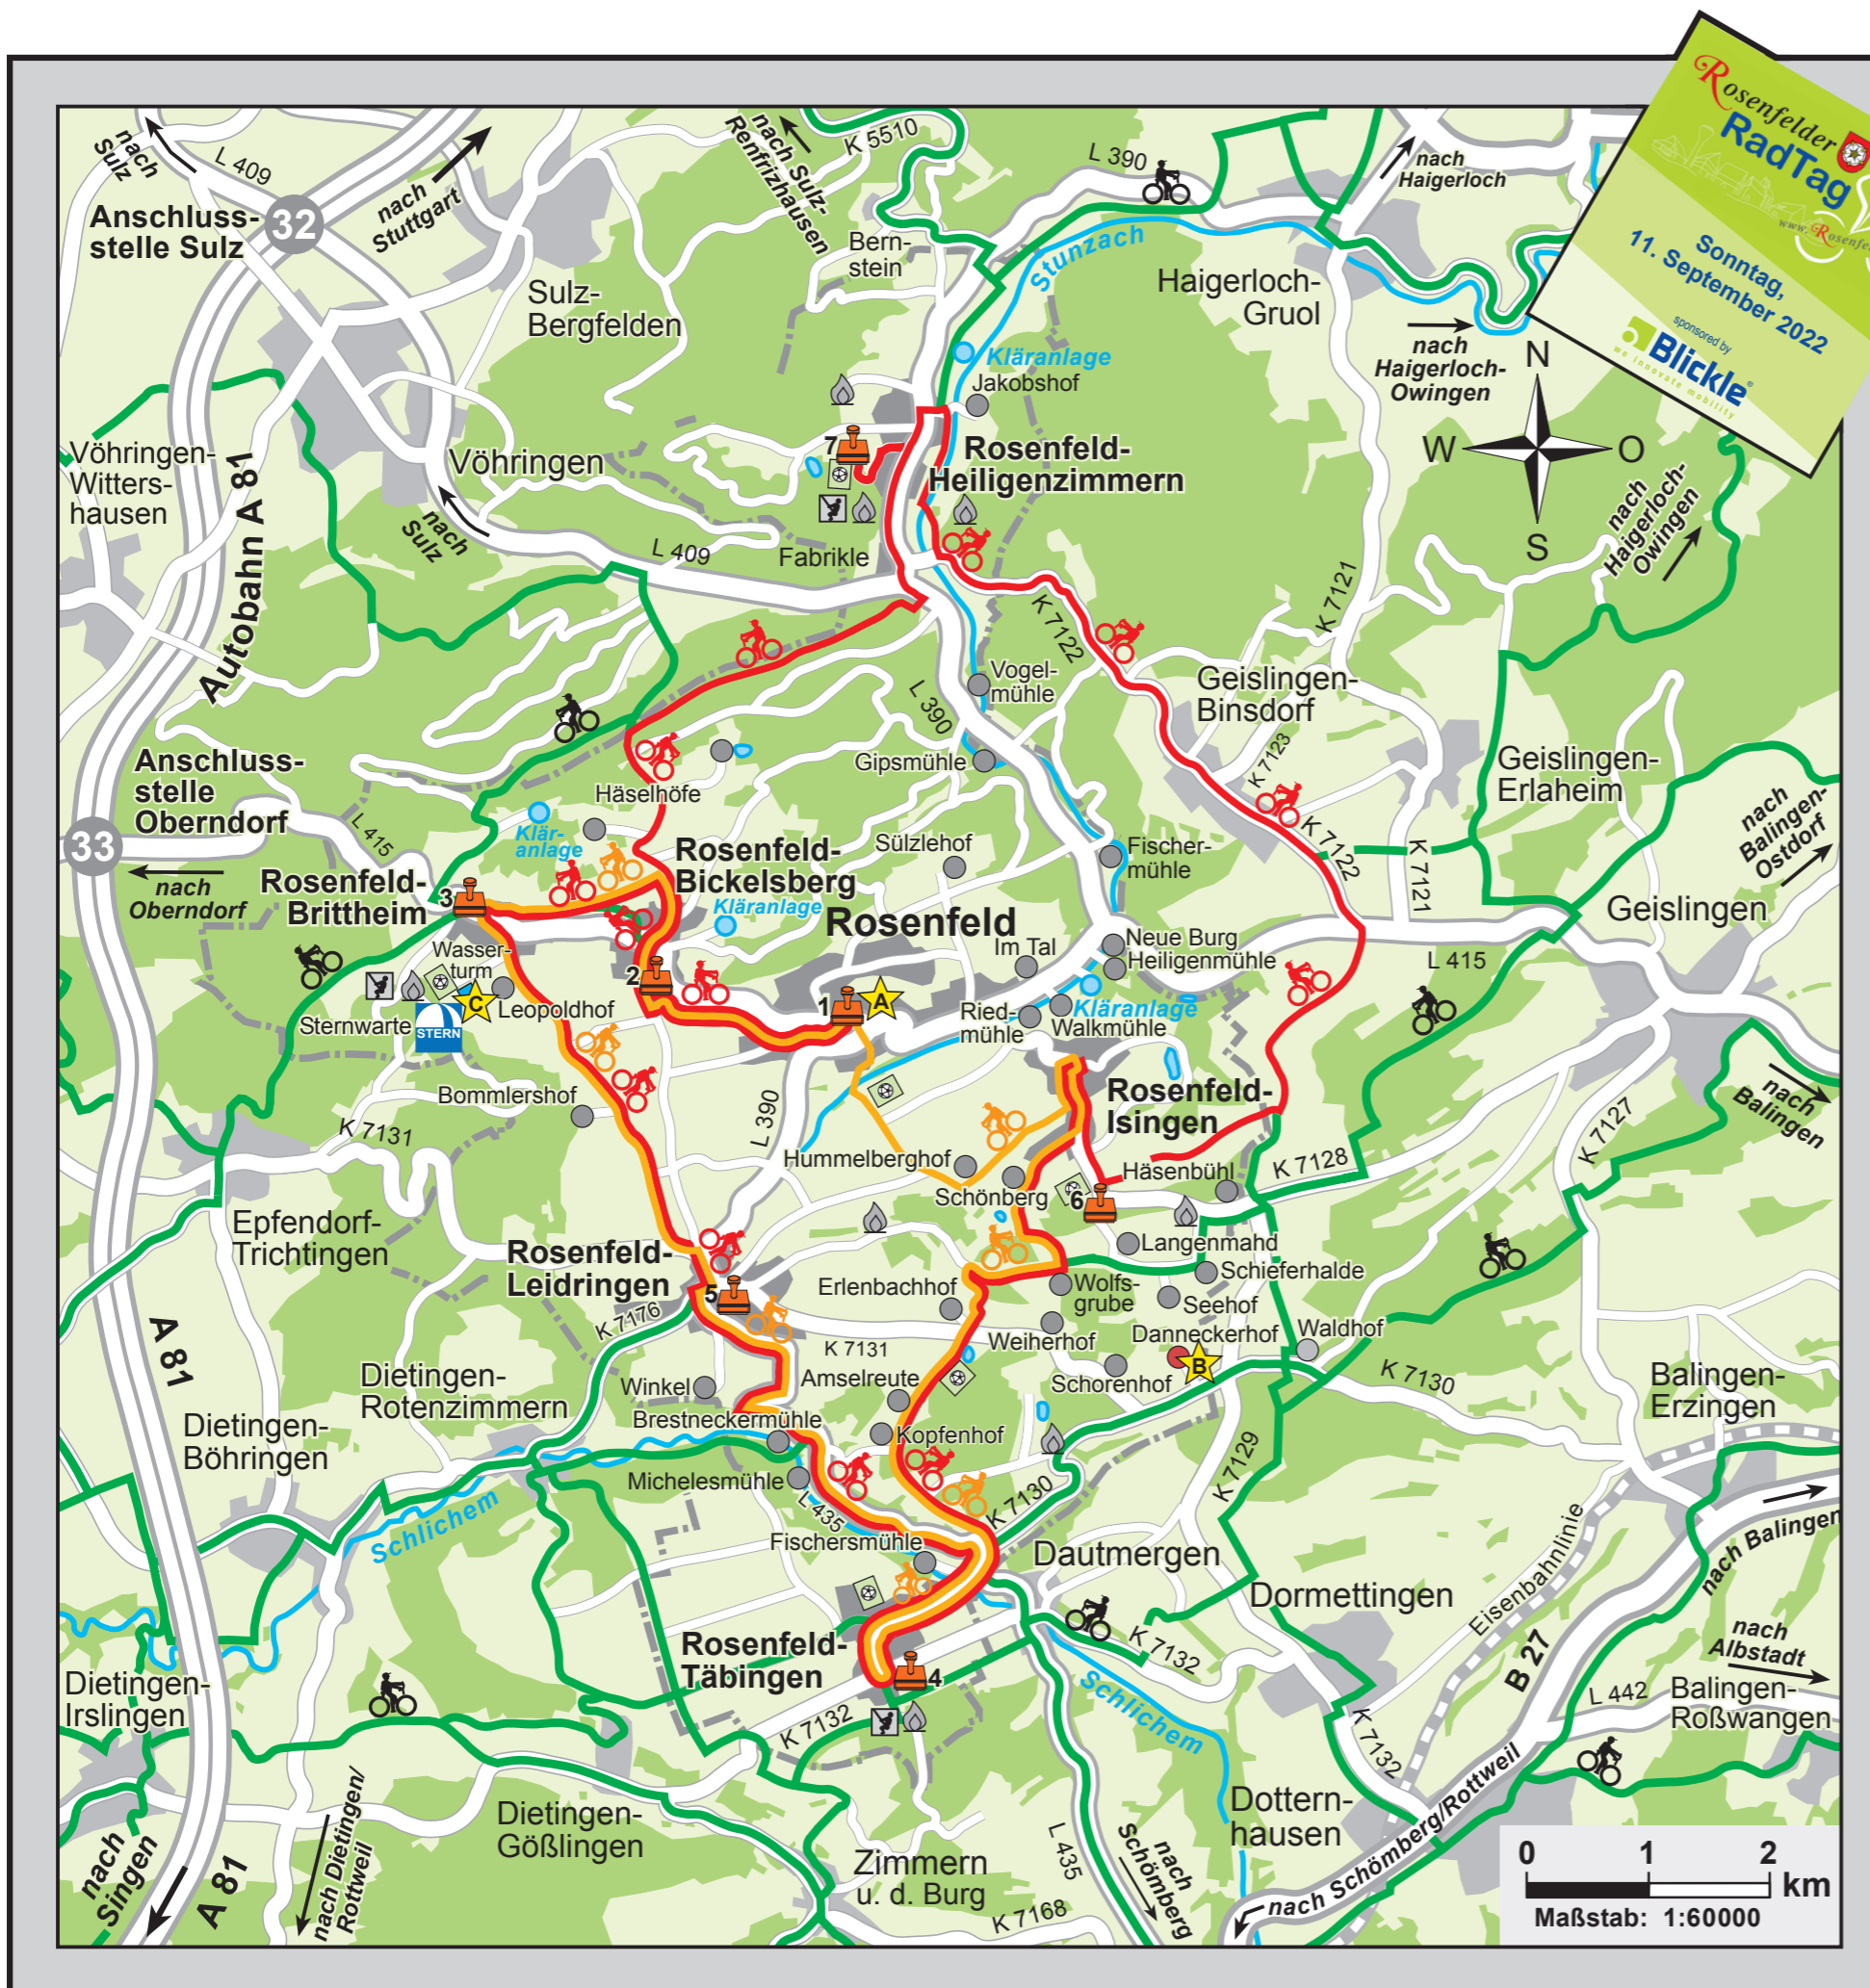 Rosenfelder
RadTag
Sonntag,
11. September 2022
sponsored by
Blickle®
we innovate mobility
nach
Sulz
L 409
Anschluss-
stelle Sulz
32
nach
Stuttgart
nach Sulz-
Renfrizhausen
K 5510
L 390
nach
Haigerloch
Bern-
stein
Stunzach
Haigerloch-
Gruol
Sulz-
Bergfelden
nach
Haigerloch-
Owingen
N
W
O
S
Kläranlage
Jakobshof
Vöhringen-
Witters-
hausen
Autobahn A 81
Vöhringen
nach
Sulz
7
Rosenfeld-
Heiligenzimmern
Fabrikle
L 409
nach
Haigerloch-
Owingen
K 7121
K 7122
Vogel-
mühle
L 390
Geislingen-
Binsdorf
K 7123
Gipsmühle
Geislingen-
Erlaheim
nach
Balingen-
Ostdorf
Anschluss-
stelle
Oberndorf
33
nach
Oberndorf
L 415
Häselhöfe
Klär-
anlage
Sülzlehof
Fischer-
mühle
K 7122
K 7121
Rosenfeld-
Bickelsberg
Kläranlage
Rosenfeld-
Brittheim
3
Rosenfeld
Geislingen
Wasser-
turm
C
Leopoldhof
Sternwarte
STERN
2
1
A
Im Tal
Neue Burg
Heiligenmühle
Kläranlage
Ried-
mühle
Walkmühle
L 415
Bommlershof
K 7131
L 390
Rosenfeld-
Isingen
nach
Balingen
K 7127
Hummelberghof
Schönberg
Häsenbühl
K 7128
6
Epfendorf-
Trichtingen
Rosenfeld-
Leidringen
5
Langenmahd
Schieferhalde
Erlenbachhof
Wolfs-
grube
Seehof
K 7176
K 7131
Weiherhof
Danneckerhof
B
Waldhof
K 7130
Schorenhof
A 81
Dietingen-
Rotenzimmern
Winkel
Amselreute
Brestneckermühle
Kopfenhof
Balingen-
Erzingen
Dietingen-
Böhringen
Michelesmühle
L 435
K 7130
K 7129
Schlichem
Fischersmühle
Dautmergen
Dormettingen
Eisenbahnlinie
nach Balingen
B 27
nach
Albstadt
Rosenfeld-
Täbingen
4
K 7132
Dietingen-
Irslingen
K 7132
Schlichem
L 442
Balingen-
Roßwangen
K 7132
Dietingen-
Gößlingen
Dottern-
hausen
nach
Singen
A 81
nach Dietingen/
Rottweil
Zimmern
u. d. Burg
L 435
nach
Schömberg
K 7168
nach Schömberg/Rottweil
0 1 2
km
Maßstab: 1:60000